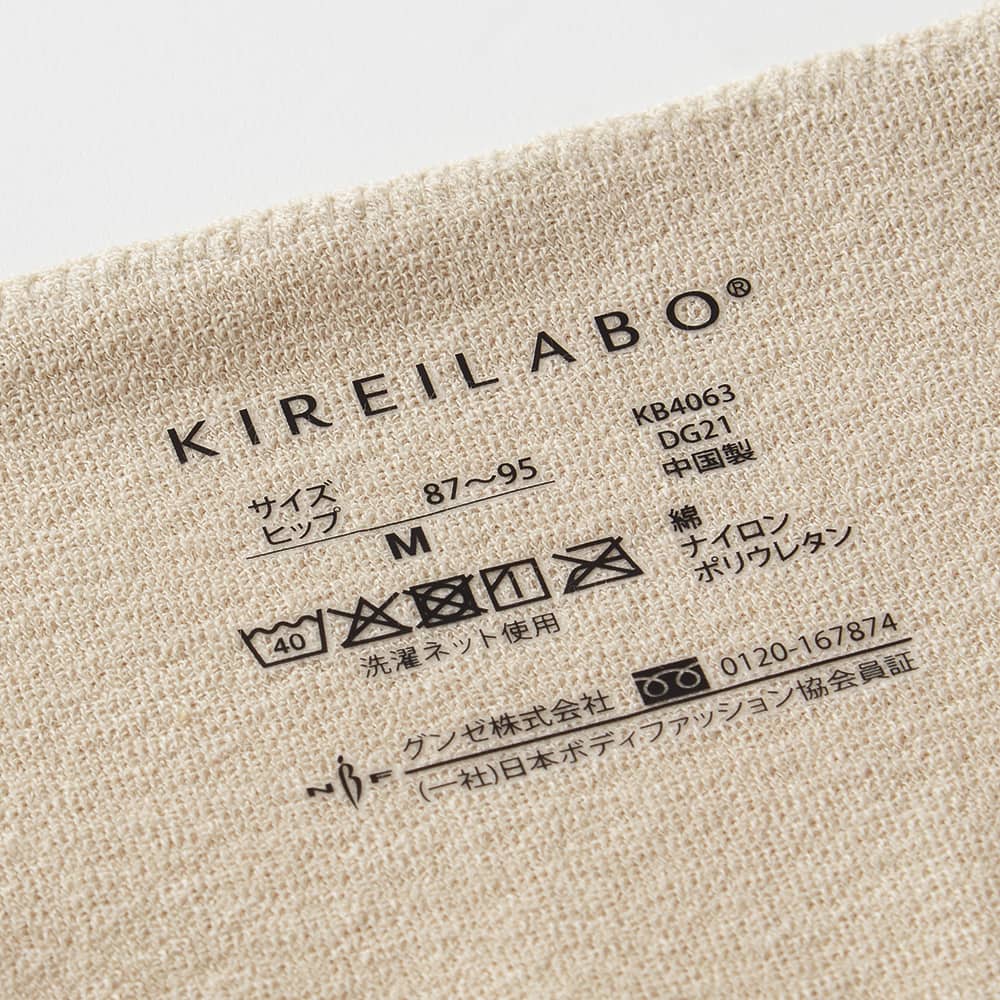 KIREILABO®
サイズ
ヒップ 87～95
M
KB4063
DG21
中国製
綿
ナイロン
ポリウレタン
40
洗濯ネット使用
グンゼ株式会社 0120-167874
NBF (一社)日本ボディファッション協会員証